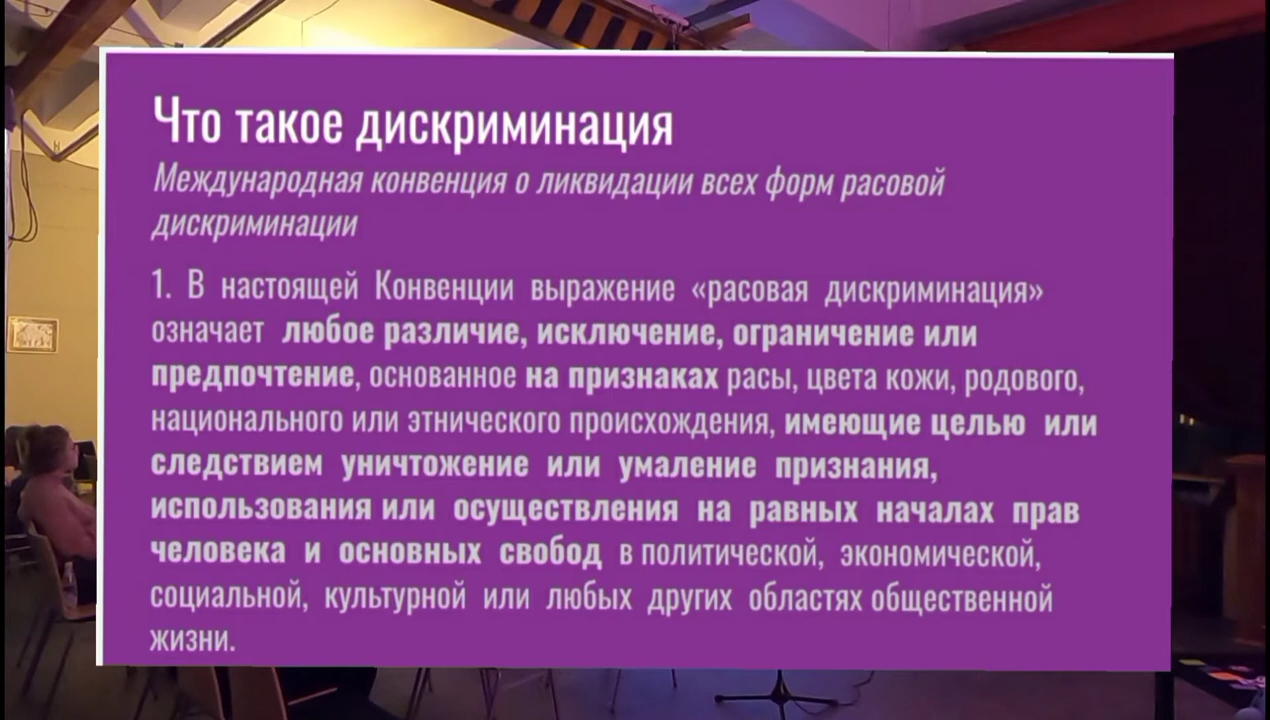 Что такое дискриминация
Международная конвенция о ликвидации всех форм расовой
дискриминации
1. В настоящей Конвенции выражение «расовая дискриминация»
означает любое различие, исключение, ограничение или
предпочтение, основанное на признаках расы, цвета кожи, родового,
национального или этнического происхождения, имеющие целью или
следствием уничтожение или умаление признания,
использования или осуществления на равных началах прав
человека и основных свобод в политической, экономической,
социальной, культурной или любых других областях общественной
жизни.